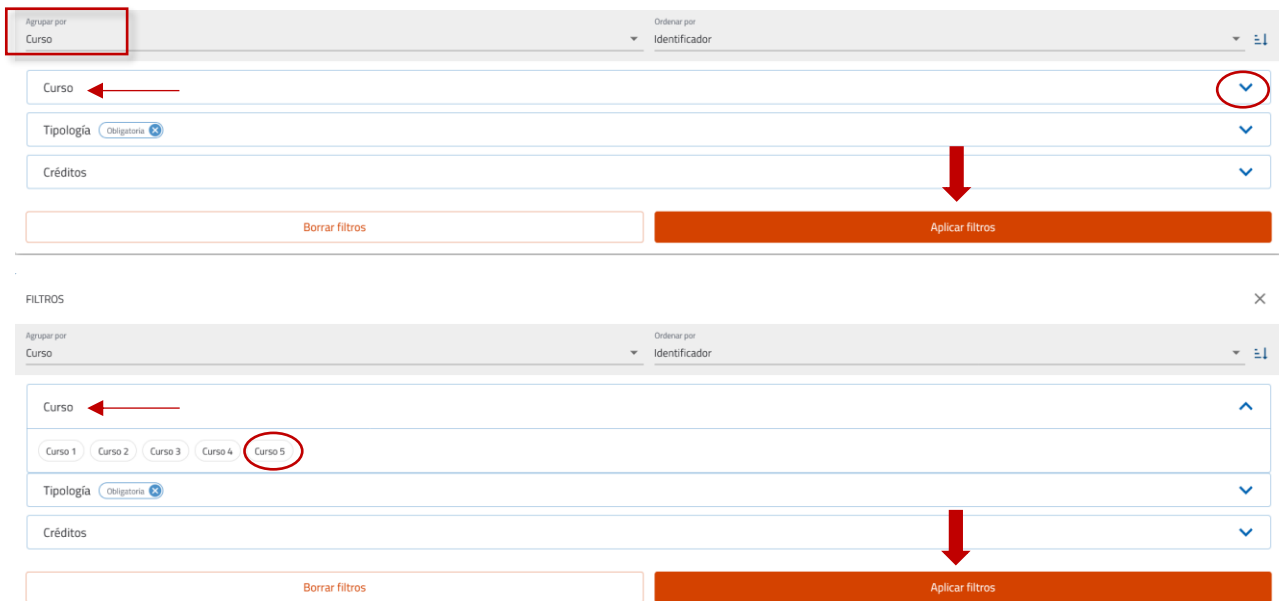 Agrupar por
Ordenar por
Curso
Identificador
Curso
Tipología Obligatoria
Créditos
Borrar filtros
Aplicar filtros
FILTROS
Agrupar por
Ordenar por
Curso
Identificador
Curso
Curso 1 Curso 2 Curso 3 Curso 4 Curso 5
Tipología Obligatoria
Créditos
Borrar filtros
Aplicar filtros